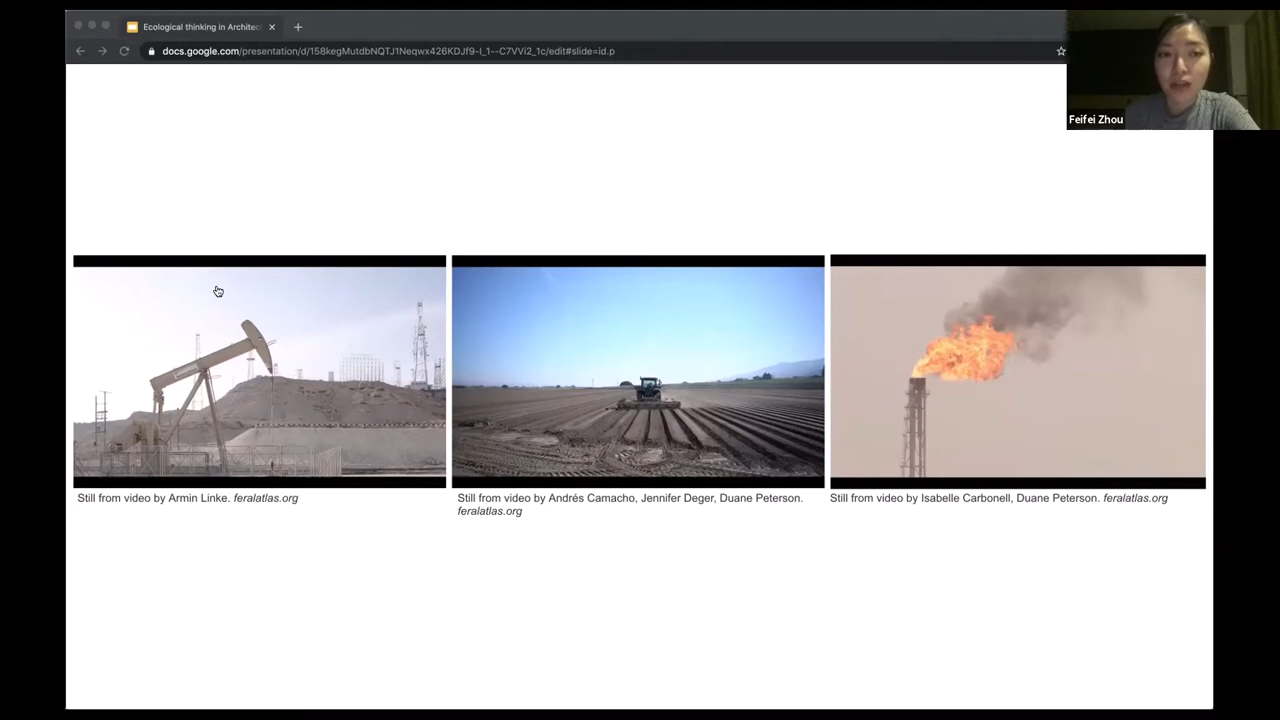 Ecological thinking in Architec
docs.google.com/presentation/d/158kegMutdbNQTJ1Neqwx426KDJf9-I_1--C7VVi2_1c/edit#slide=id.p
Feifei Zhou
Still from video by Armin Linke. feralatlas.org
Still from video by Andrés Camacho, Jennifer Deger, Duane Peterson.
feralatlas.org
Still from video by Isabelle Carbonell, Duane Peterson. feralatlas.org